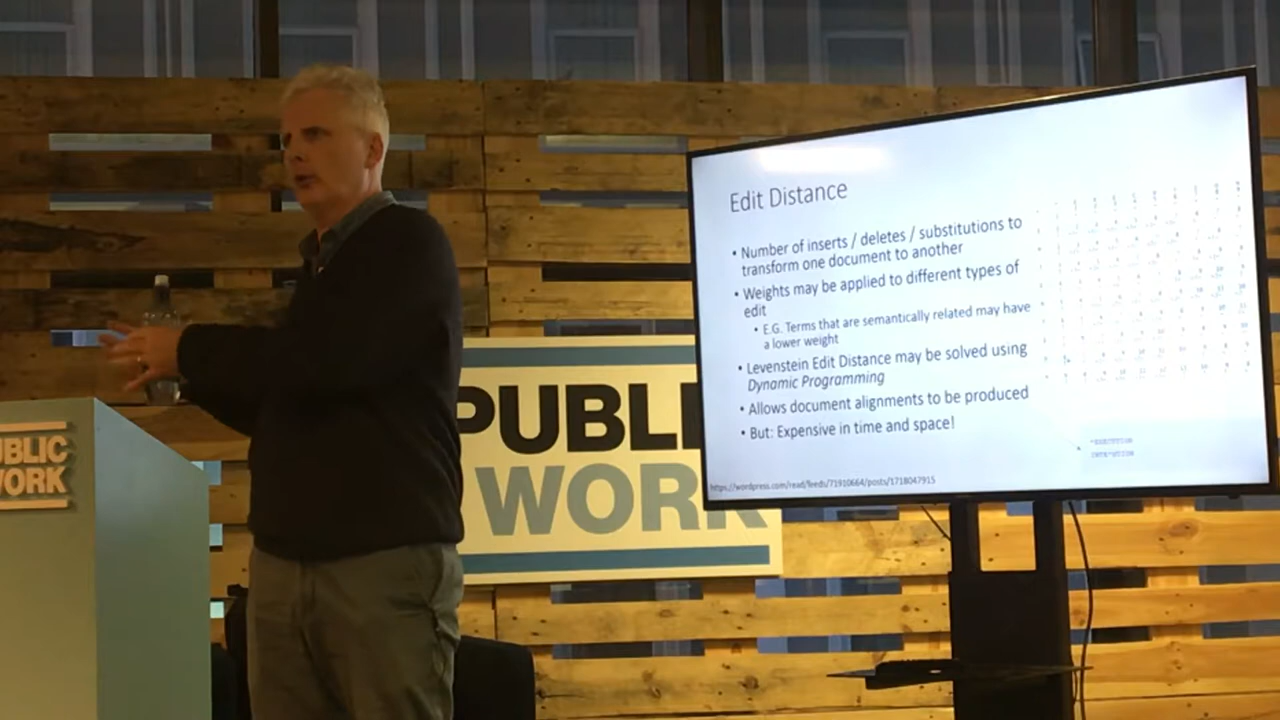 Edit Distance
• Number of inserts / deletes / substitutions to
transform one document to another
• Weights may be applied to different types of
edit
• E.G. Terms that are semantically related may have
a lower weight
• Levenstein Edit Distance may be solved using
Dynamic Programming
• Allows document alignments to be produced
• But: Expensive in time and space!
https://wordpress.com/read/feeds/71910664/posts/1718047915
PUBL
WORK
UBLIC
WORK